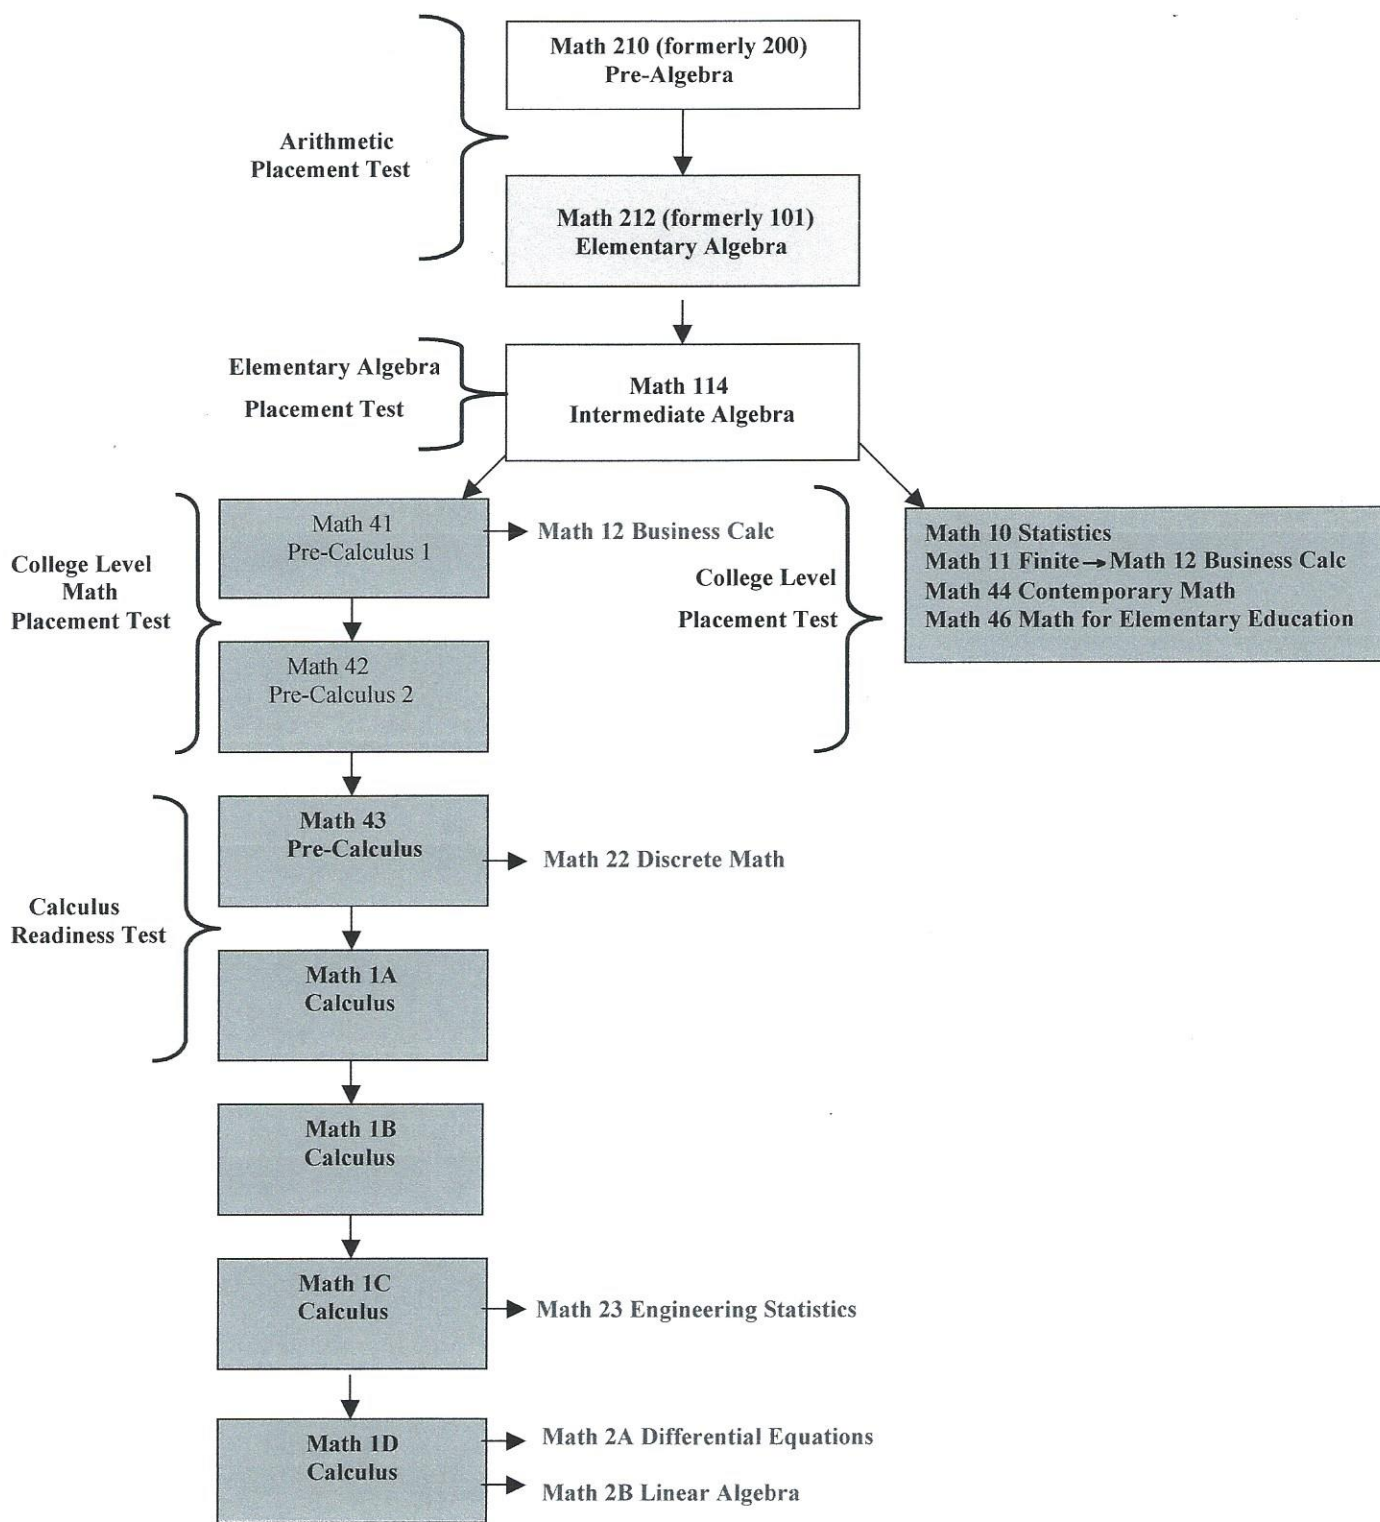 Math 210 (formerly 200)
Pre-Algebra
Arithmetic
Placement Test
Math 212 (formerly 101)
Elementary Algebra
Elementary Algebra
Placement Test
Math 114
Intermediate Algebra
College Level
Math
Placement Test
Math 41
Pre-Calculus 1
Math 12 Business Calc
College Level
Placement Test
Math 10 Statistics
Math 11 Finite→Math 12 Business Calc
Math 44 Contemporary Math
Math 46 Math for Elementary Education
Math 42
Pre-Calculus 2
Math 43
Pre-Calculus
Math 22 Discrete Math
Calculus
Readiness Test
Math 1A
Calculus
Math 1B
Calculus
Math 1C
Calculus
Math 23 Engineering Statistics
Math 1D
Calculus
Math 2A Differential Equations
Math 2B Linear Algebra